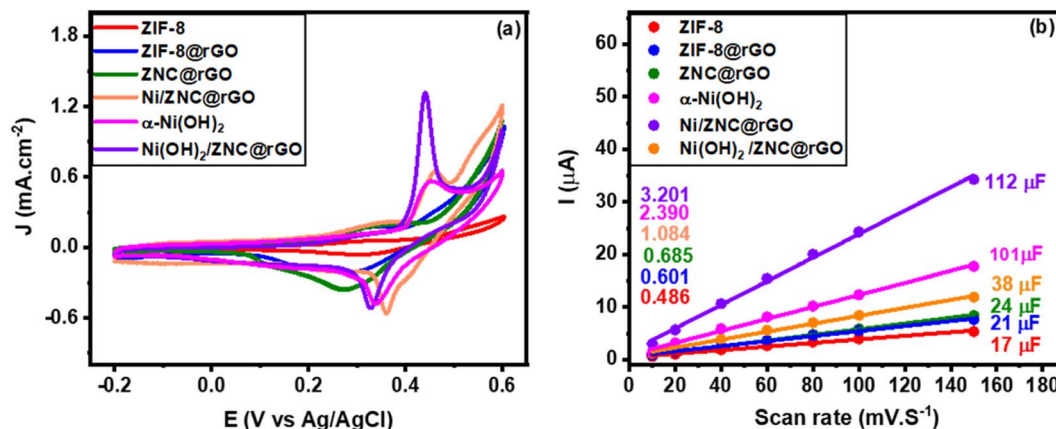 (a)
ZIF-8
ZIF-8@rGO
ZNC@rGO
Ni/ZNC@rGO
α-Ni(OH)2
Ni(OH)2/ZNC@rGO
J (mA.cm-2)
1.8
1.2
0.6
0.0
-0.6
-0.2
0.0
0.2
0.4
0.6
E (V vs Ag/AgCl)
(b)
ZIF-8
ZIF-8@rGO
ZNC@rGO
α-Ni(OH)2
Ni/ZNC@rGO
Ni(OH)2 /ZNC@rGO
I (μA)
60
50
40
30
20
10
0
3.201
2.390
1.084
0.685
0.601
0.486
112 μF
101μF
38 μF
24 μF
21 μF
17 μF
0
20
40
60
80
100
120
140
160
180
Scan rate (mV.S-1)